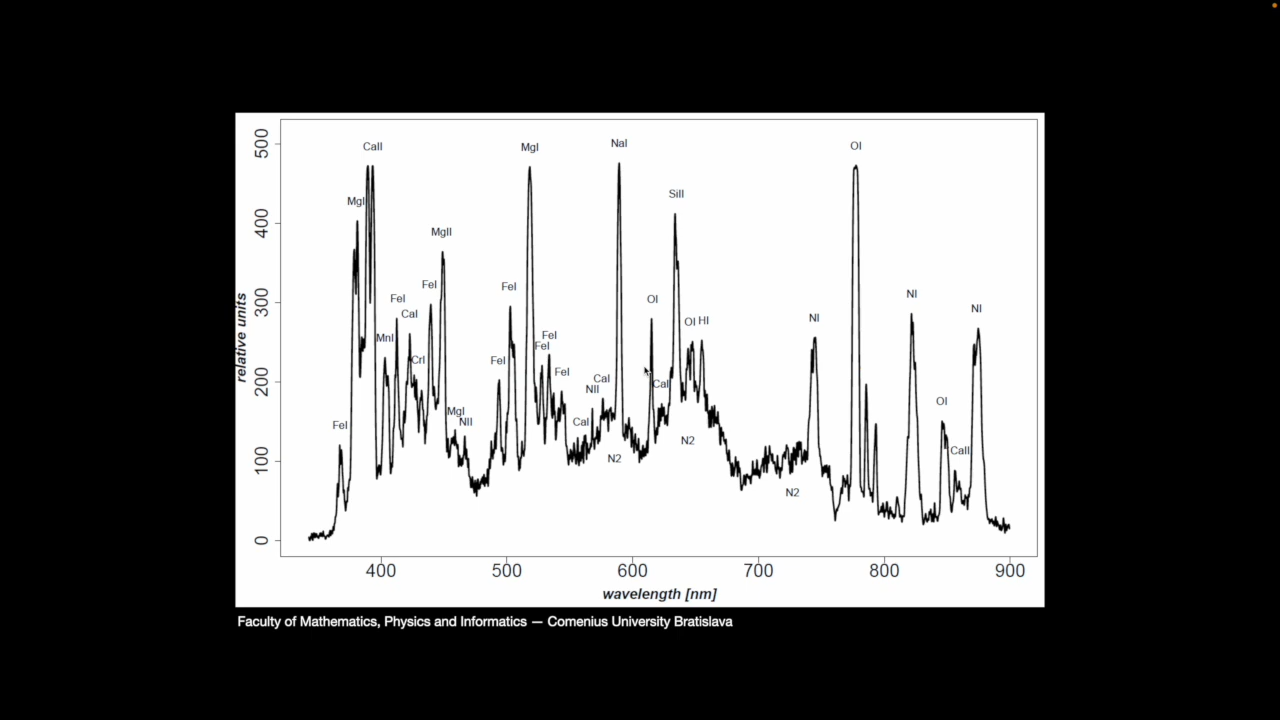 500
400
300
200
100
0
relative units
CaII
MgI
NaI
OI
SiII
MgI
MgII
FeI
FeI
FeI
CaI
MnI
CrI
FeI
MgI
NII
FeI
FeI
FeI
FeI
CaI
NII
CaI
N2
OI
CaI
OI HI
N2
N2
NI
NI
NI
OI
CaII
400 500 600 700 800 900
wavelength [nm]
Faculty of Mathematics, Physics and Informatics — Comenius University Bratislava